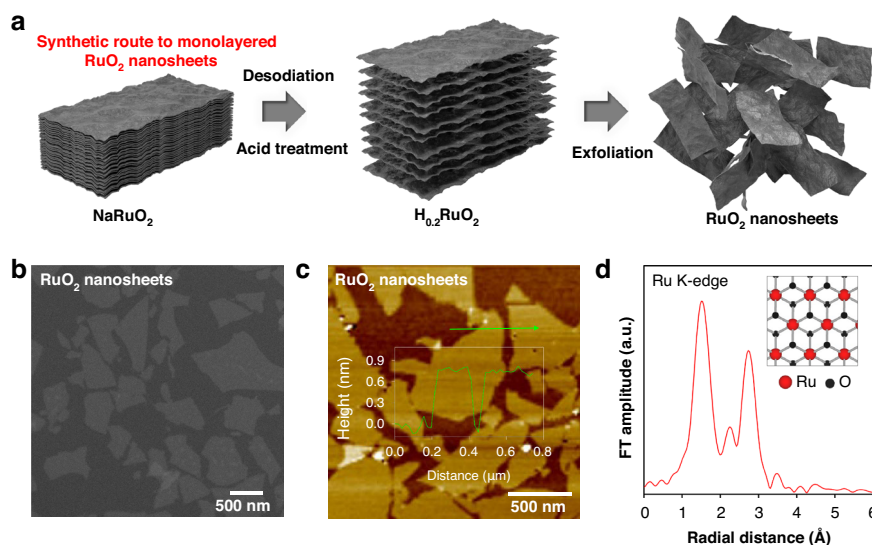 a
Synthetic route to monolayered
RuO₂ nanosheets
Desodiation
Acid treatment
Exfoliation
NaRuO₂
H₀.₂RuO₂
RuO₂ nanosheets
b
RuO₂ nanosheets
500 nm
c
RuO₂ nanosheets
Height (nm)
0.9
0.6
0.3
0.0
0.0 0.2 0.4 0.6 0.8
Distance (µm)
500 nm
d
Ru K-edge
Ru O
FT amplitude (a.u.)
0 1 2 3 4 5 6
Radial distance (Å)